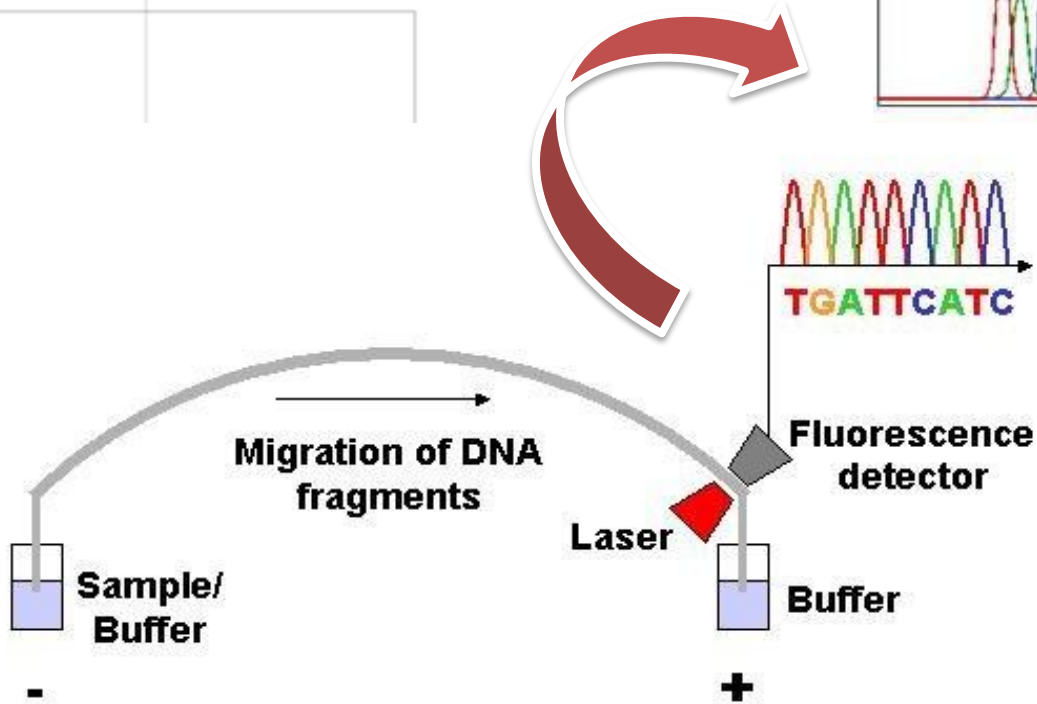 TGATTCATC
Migration of DNA
fragments
Fluorescence
detector
Laser
Sample/
Buffer
Buffer
-
+